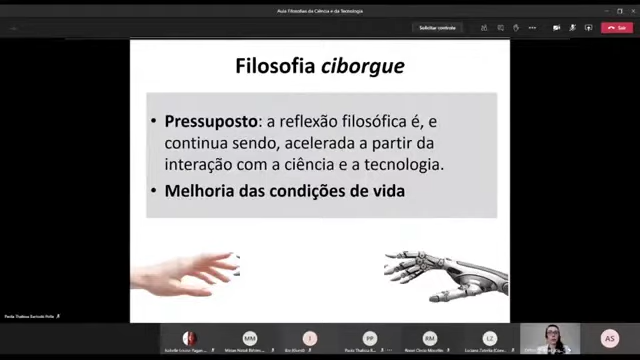 Aula Filosofias da Ciência e da Tecnologia
Solicitar controle
Sair
Filosofia ciborgue
• Pressuposto: a reflexão filosófica é, e
continua sendo, acelerada a partir da
interação com a ciência e a tecnologia.
• Melhoria das condições de vida
MM
I
PP
RM
LZ
AS